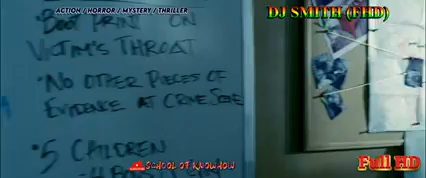 ACTION / HORROR / MYSTERY / THRILLER
DJ SMITH (FHD)
• BOOT PRINT ON
VICTIM'S THROAT
• NO OTHER PIECES OF
EVIDENCE AT CRIME SCENE
• 5 CHILDREN
SCHOOL OF KNOWHOW
Full HD